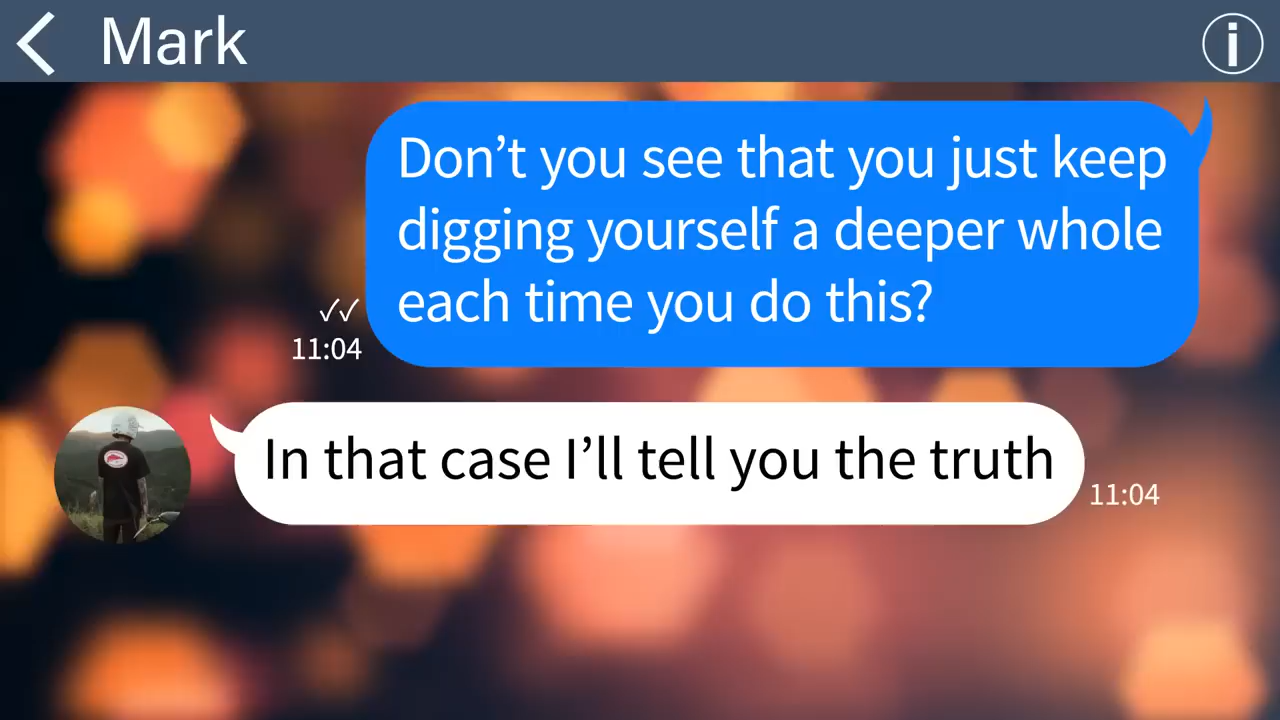 Mark
Don’t you see that you just keep
digging yourself a deeper whole
each time you do this?
✓✓
11:04
In that case I’ll tell you the truth
11:04